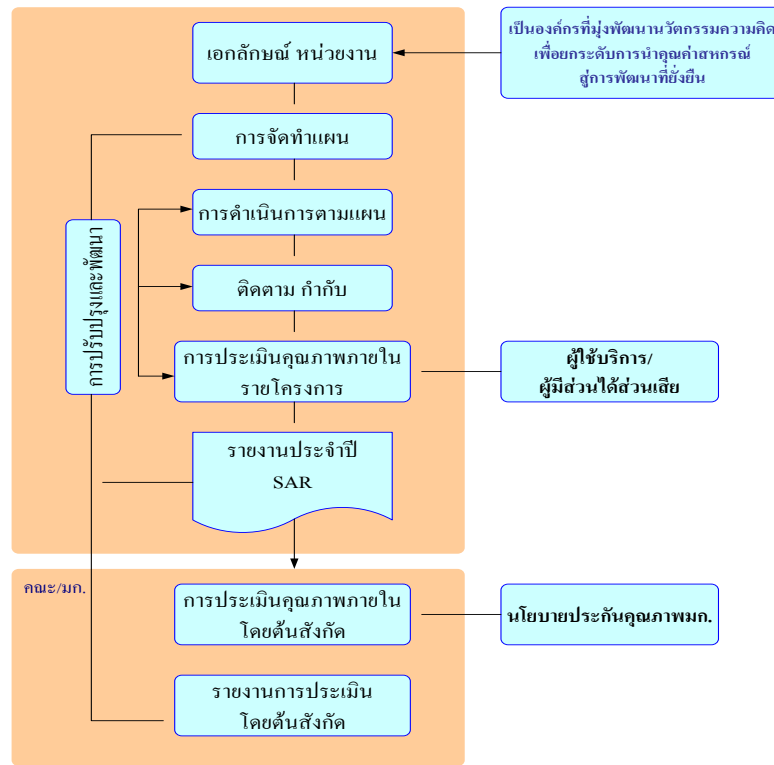 เอกลักษณ์ หน่วยงาน
เป็นองค์กรที่มุ่งพัฒนานวัตกรรมความคิด
เพื่อยกระดับการนำคุณค่าสหกรณ์
สู่การพัฒนาที่ยั่งยืน
การจัดทำแผน
การดำเนินการตามแผน
การปรับปรุงและพัฒนา
ติดตาม กำกับ
การประเมินคุณภาพภายใน
รายโครงการ
ผู้ใช้บริการ/
ผู้มีส่วนได้ส่วนเสีย
รายงานประจำปี
SAR
คณะ/มก.
การประเมินคุณภาพภายใน
โดยต้นสังกัด
นโยบายประกันคุณภาพมก.
รายงานการประเมิน
โดยต้นสังกัด